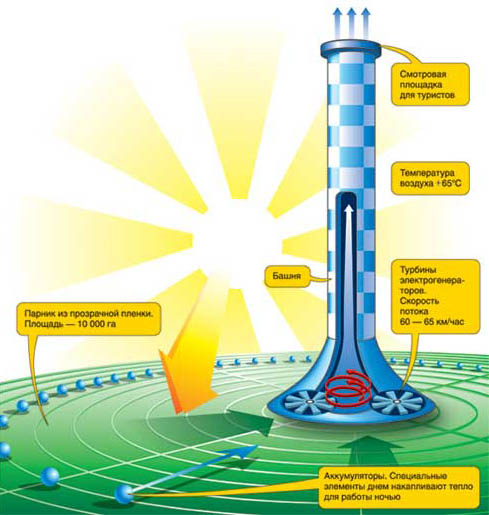 Смотровая
площадка
для туристов
Температура
воздуха +65°С
Башня
Турбины
электрогенера-
торов.
Скорость
потока
60 — 65 км/час
Парник из прозрачной пленки.
Площадь — 10 000 га
Аккумуляторы. Специальные
элементы днем накапливают тепло
для работы ночью